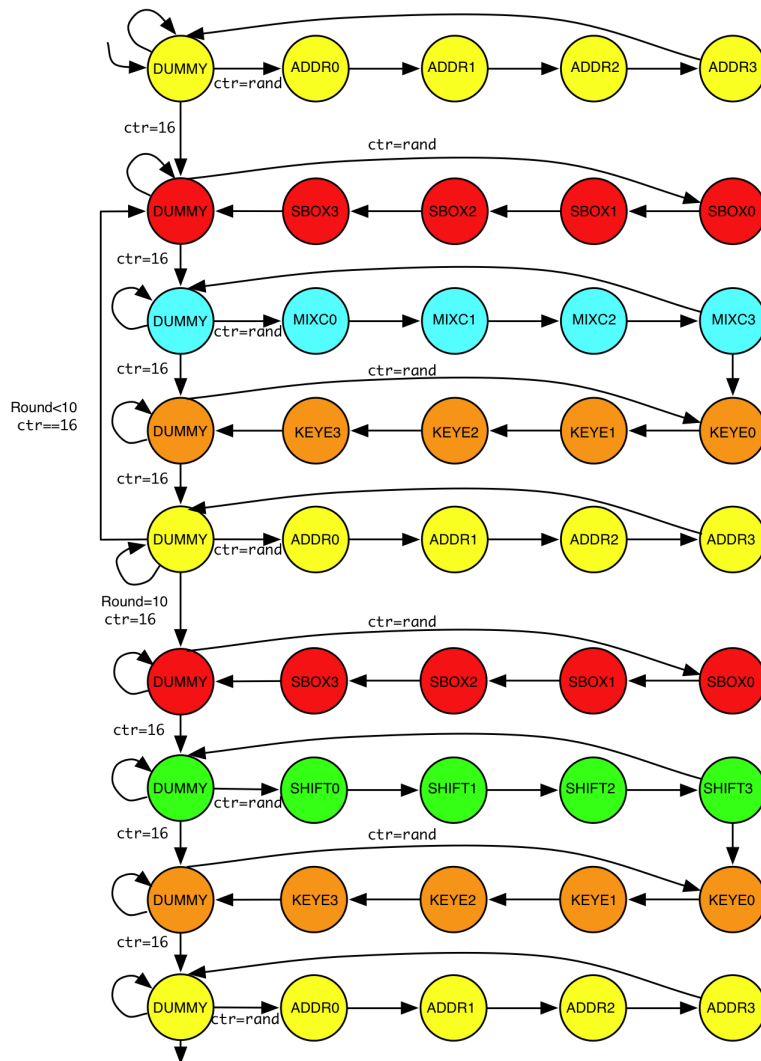 DUMMY ADDR0 ADDR1 ADDR2 ADDR3
ctr=rand
ctr=16
ctr=rand
DUMMY SBOX3 SBOX2 SBOX1 SBOX0
ctr=16
DUMMY MIXC0 MIXC1 MIXC2 MIXC3
ctr=rand
ctr=16
ctr=rand
Round<10
ctr==16
DUMMY KEYE3 KEYE2 KEYE1 KEYE0
ctr=16
DUMMY ADDR0 ADDR1 ADDR2 ADDR3
ctr=rand
Round=10
ctr=16
ctr=rand
DUMMY SBOX3 SBOX2 SBOX1 SBOX0
ctr=16
DUMMY SHIFT0 SHIFT1 SHIFT2 SHIFT3
ctr=rand
ctr=16
ctr=rand
DUMMY KEYE3 KEYE2 KEYE1 KEYE0
ctr=16
DUMMY ADDR0 ADDR1 ADDR2 ADDR3
ctr=rand